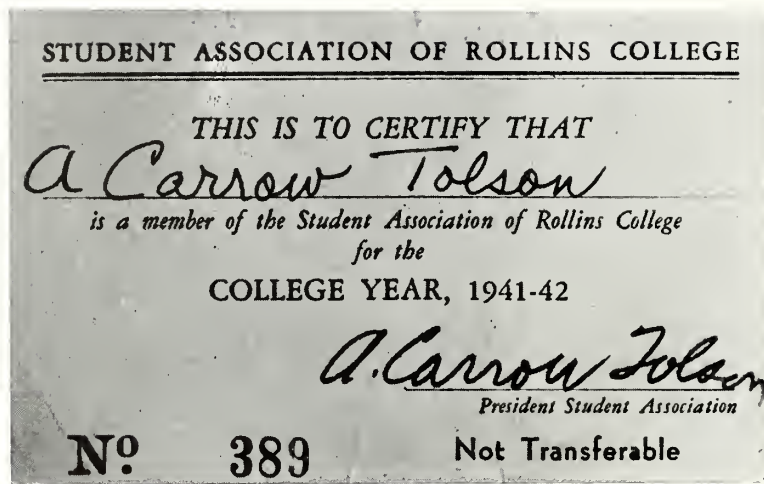 STUDENT ASSOCIATION OF ROLLINS COLLEGE
THIS IS TO CERTIFY THAT
A Carrow Tolson
is a member of the Student Association of Rollins College
for the
COLLEGE YEAR, 1941-42
A. Carrow Tolson
President Student Association
Nº 389 Not Transferable